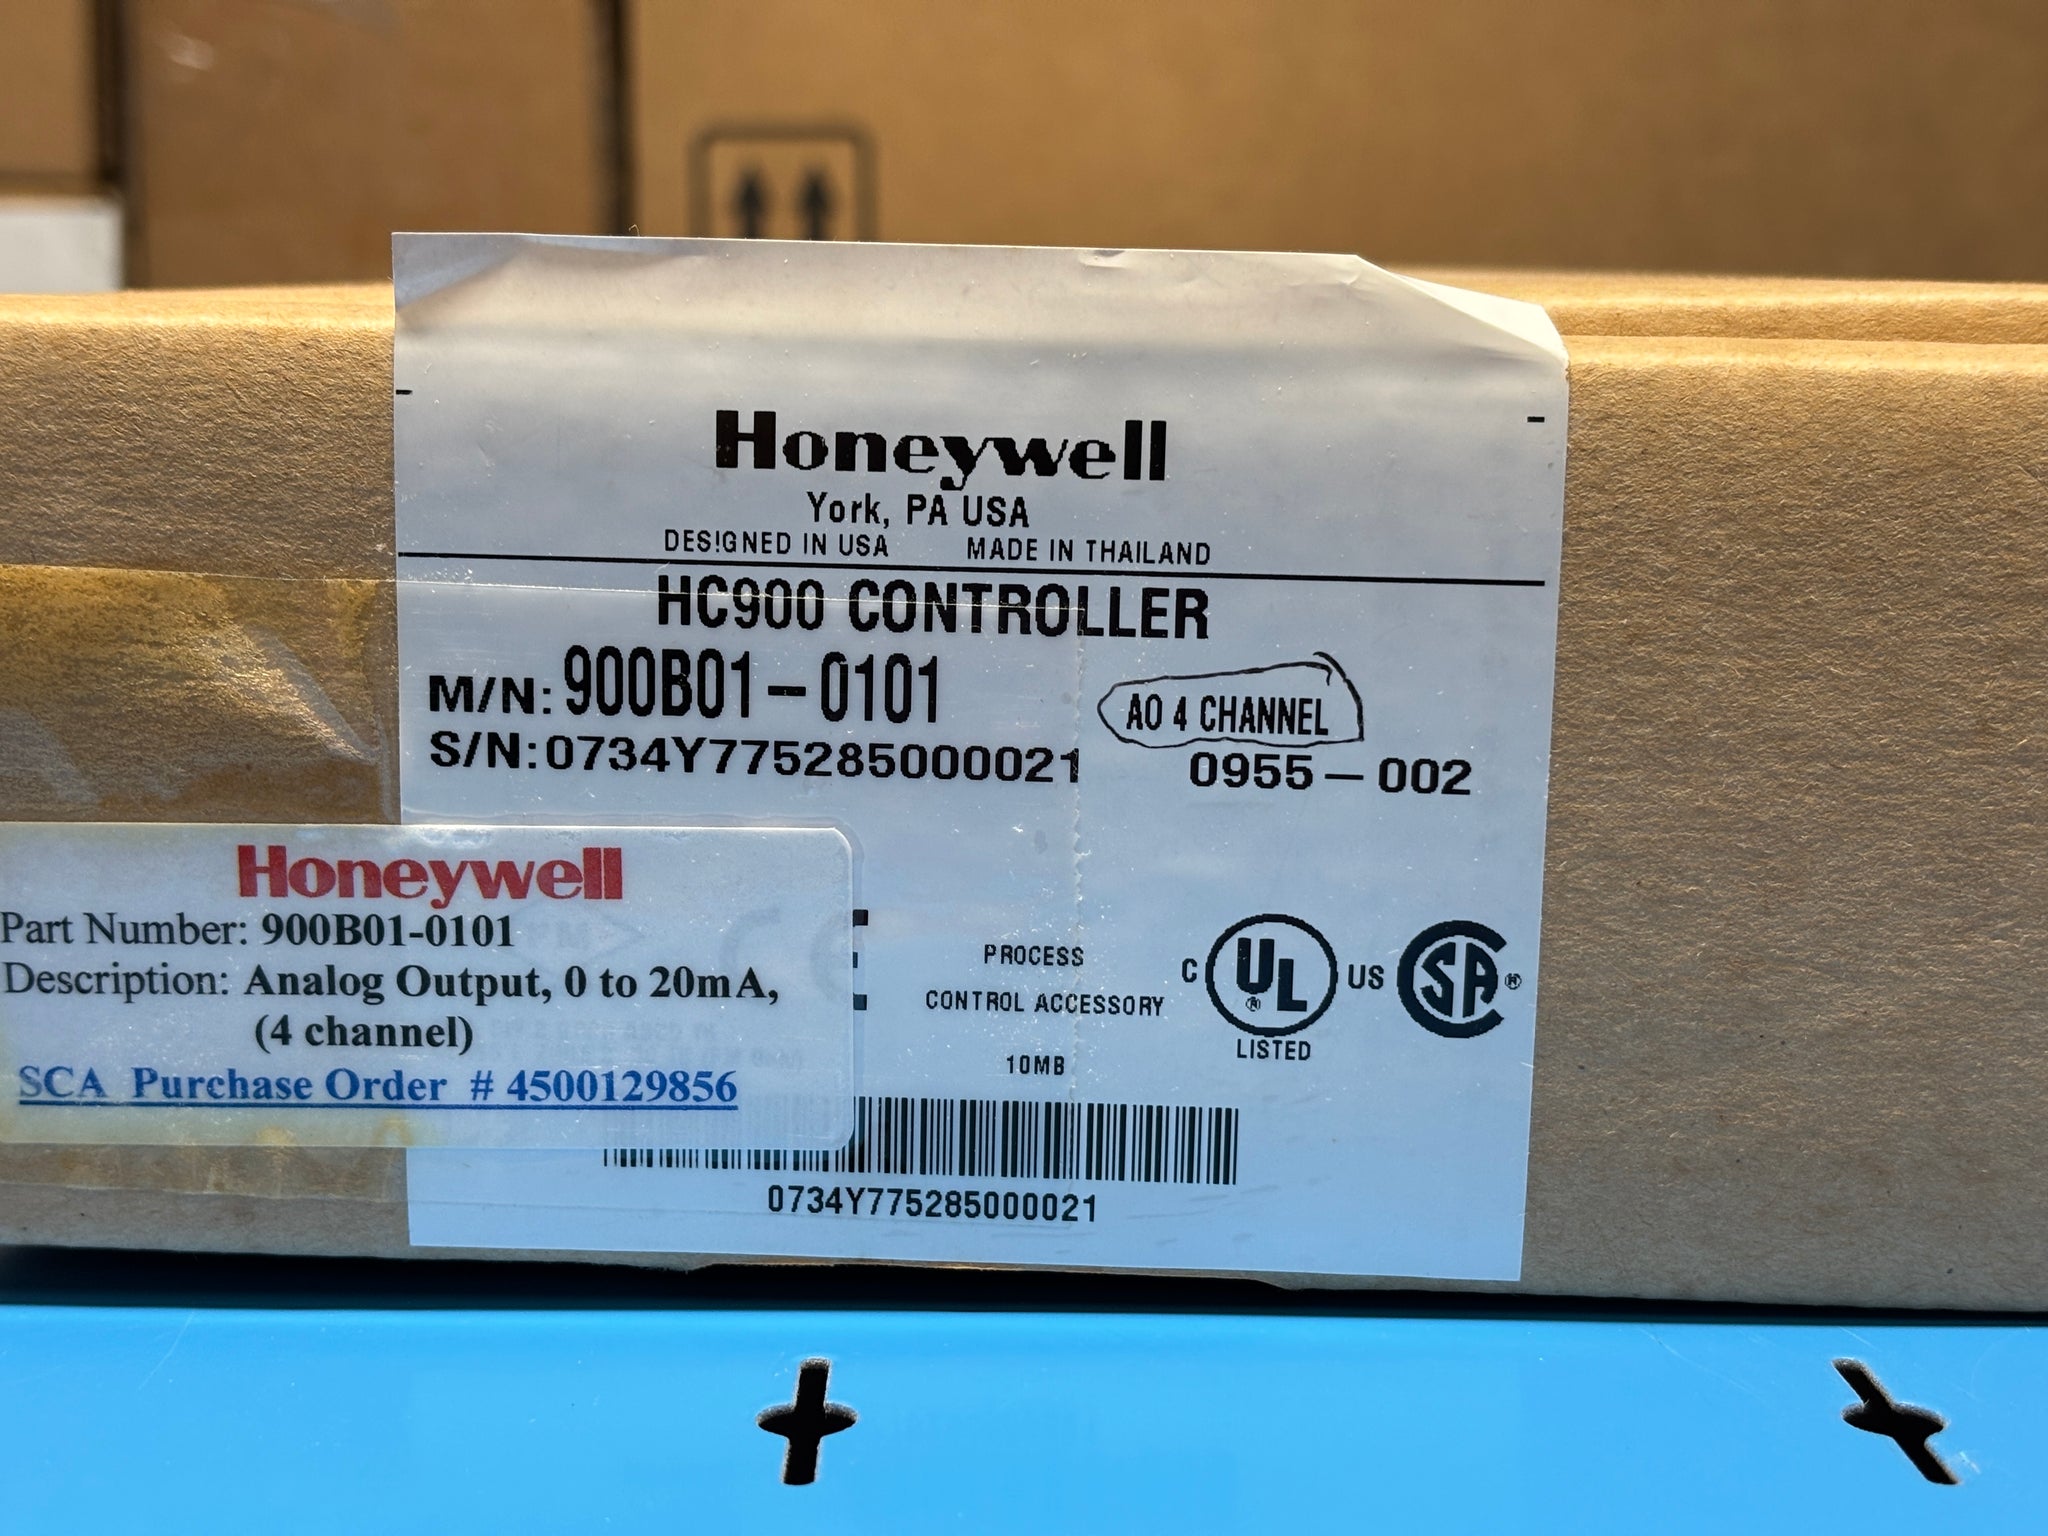 Honeywell
York, PA USA
DESIGNED IN USA MADE IN THAILAND
HC900 CONTROLLER
M/N: 900B01-0101
AO 4 CHANNEL
S/N: 0734Y775285000021
0955-002
Honeywell
Part Number: 900B01-0101
Description: Analog Output, 0 to 20mA,
(4 channel)
SCA Purchase Order # 4500129856
PROCESS
CONTROL ACCESSORY
10MB
C UL ® US
LISTED
SA ®
0734Y775285000021